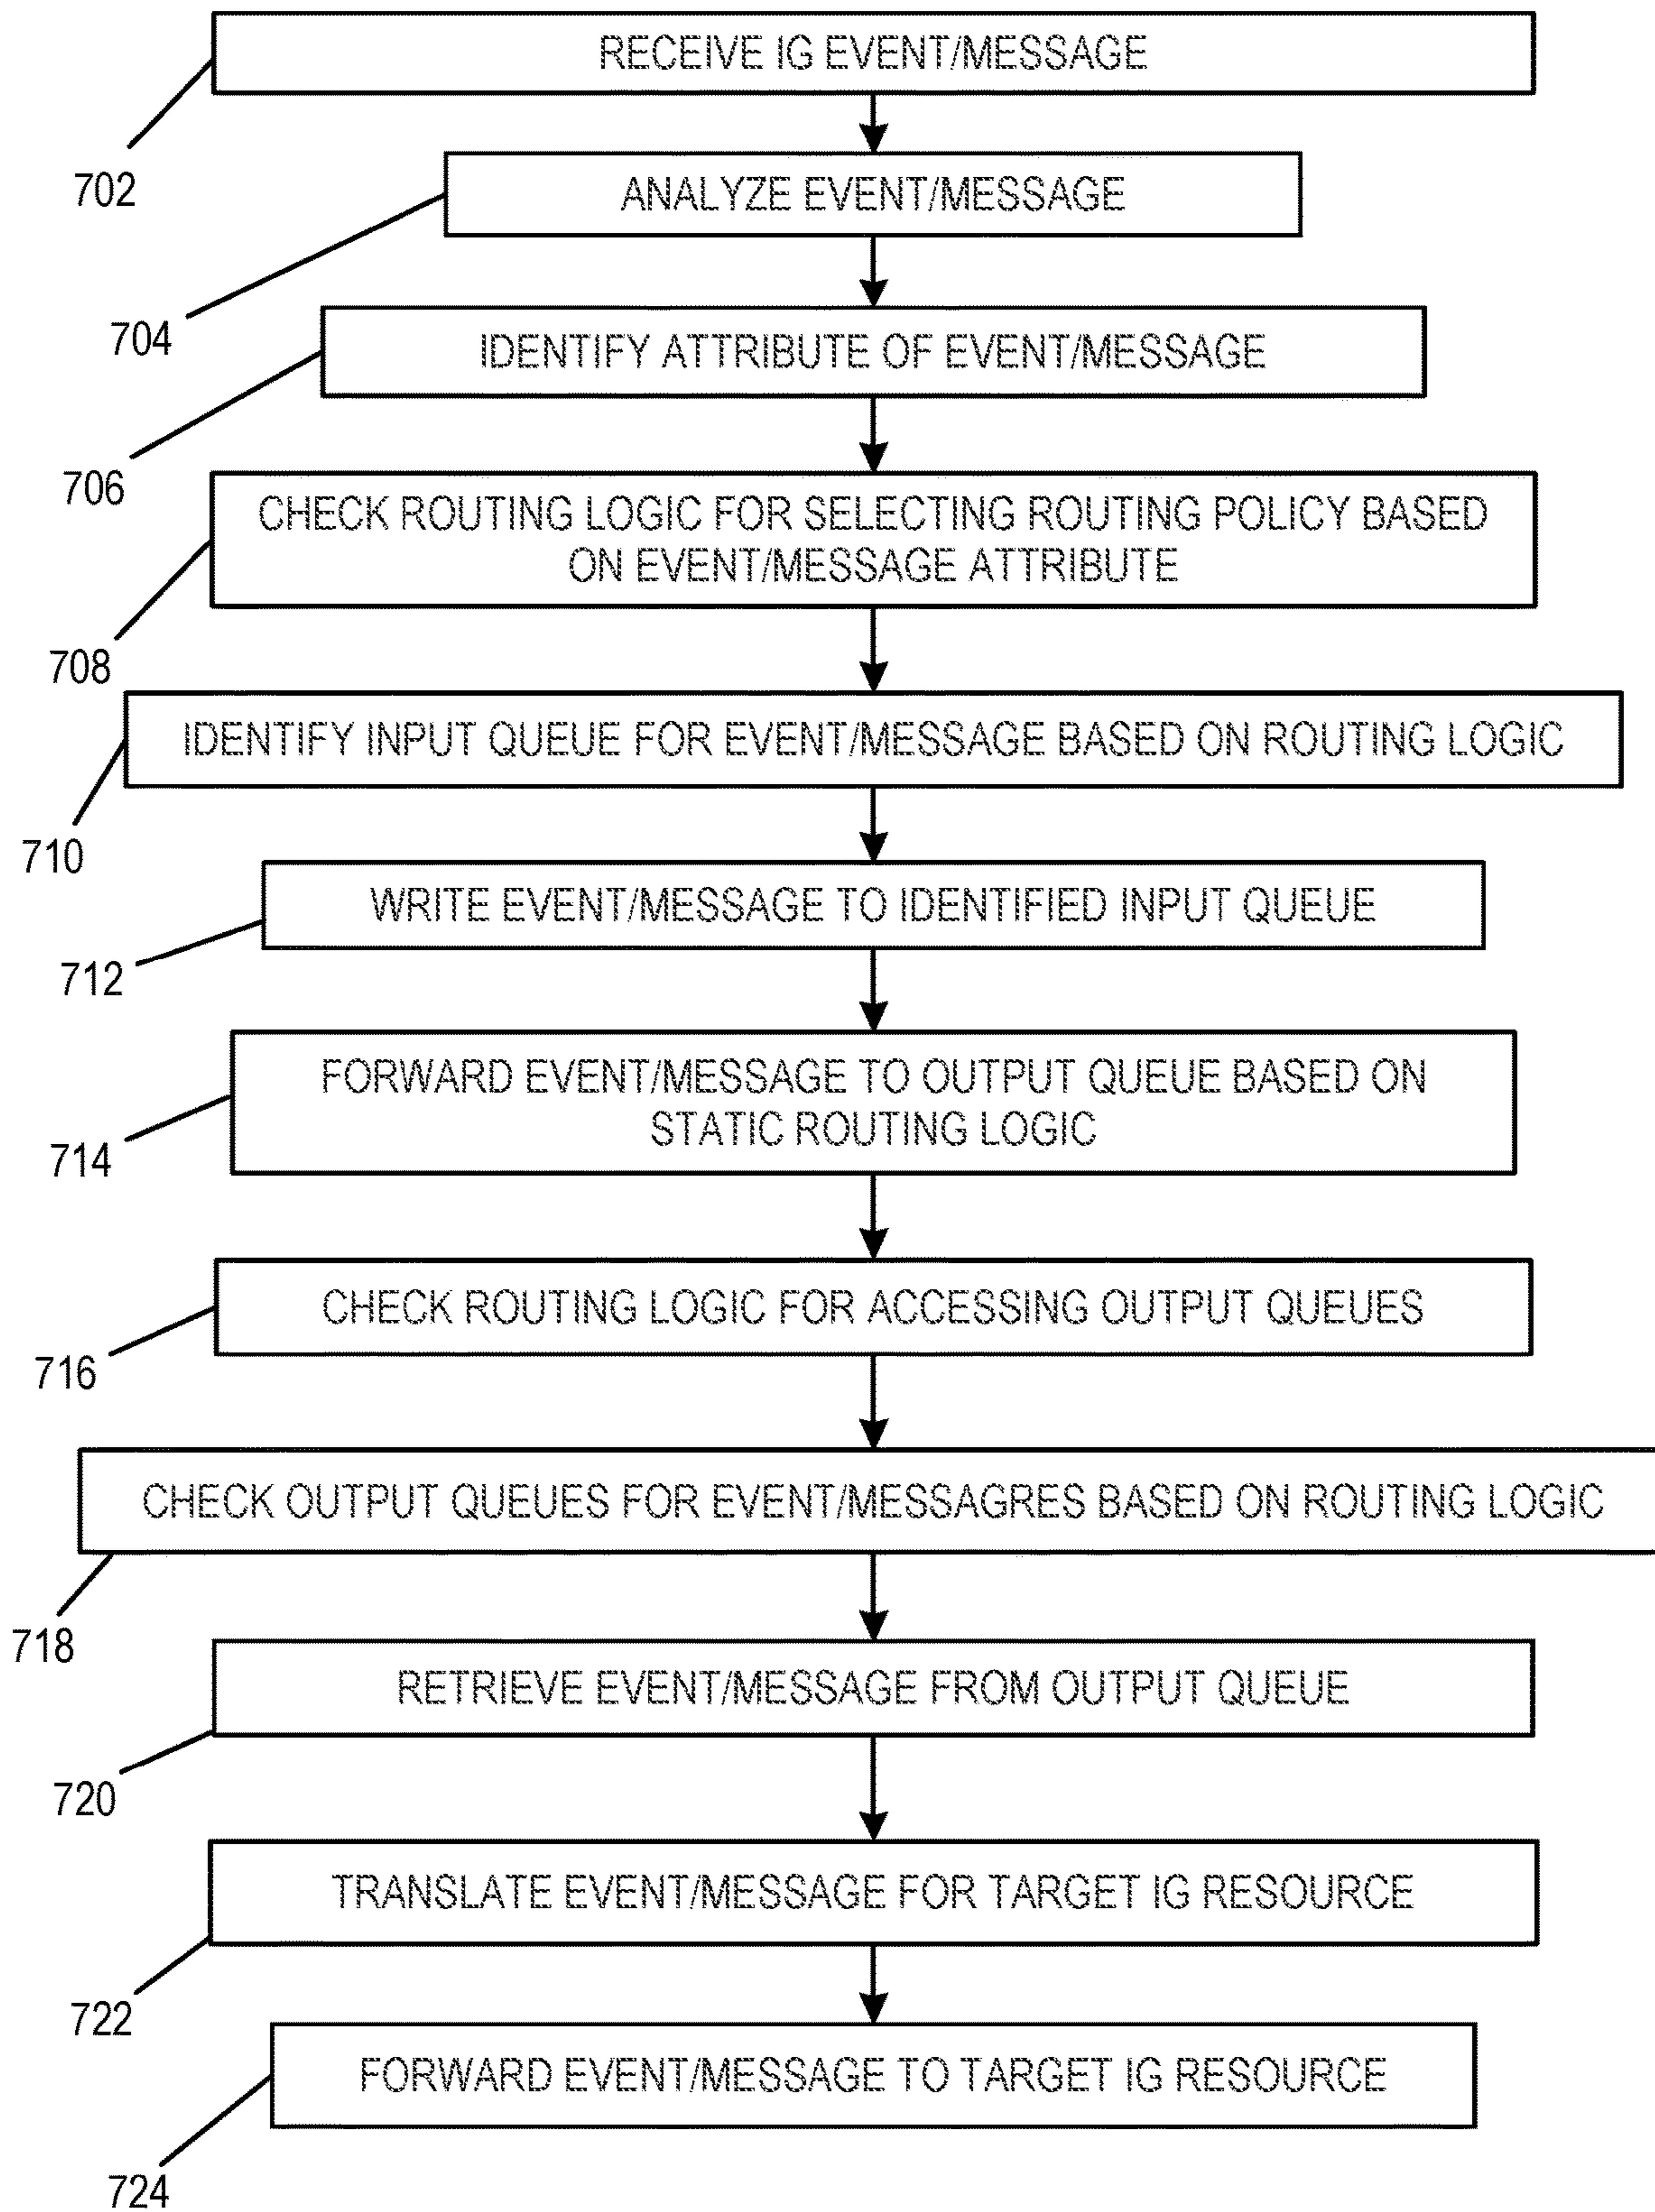 RECEIVE IG EVENT/MESSAGE
702
ANALYZE EVENT/MESSAGE
704
IDENTIFY ATTRIBUTE OF EVENT/MESSAGE
706
CHECK ROUTING LOGIC FOR SELECTING ROUTING POLICY BASED
ON EVENT/MESSAGE ATTRIBUTE
708
IDENTIFY INPUT QUEUE FOR EVENT/MESSAGE BASED ON ROUTING LOGIC
710
WRITE EVENT/MESSAGE TO IDENTIFIED INPUT QUEUE
712
FORWARD EVENT/MESSAGE TO OUTPUT QUEUE BASED ON
STATIC ROUTING LOGIC
714
CHECK ROUTING LOGIC FOR ACCESSING OUTPUT QUEUES
716
CHECK OUTPUT QUEUES FOR EVENT/MESSAGRES BASED ON ROUTING LOGIC
718
RETRIEVE EVENT/MESSAGE FROM OUTPUT QUEUE
720
TRANSLATE EVENT/MESSAGE FOR TARGET IG RESOURCE
722
FORWARD EVENT/MESSAGE TO TARGET IG RESOURCE
724